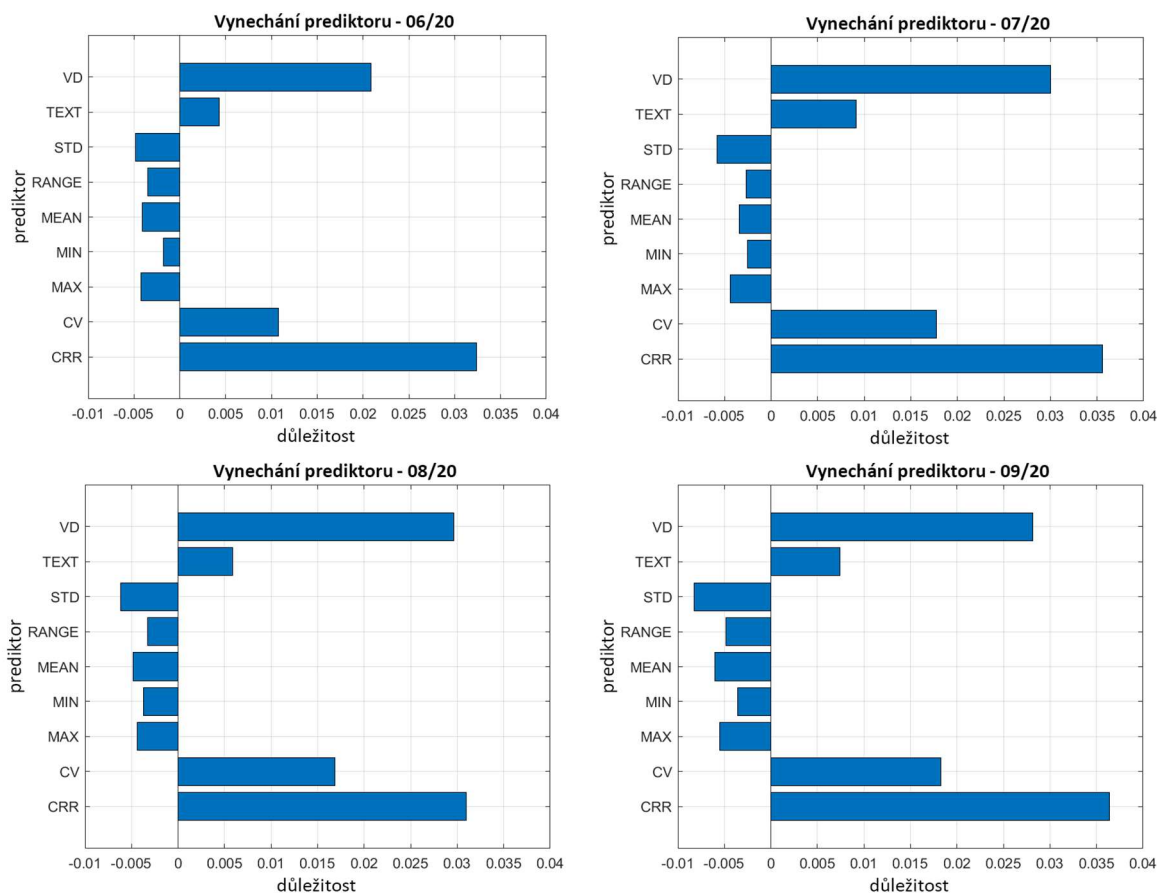 Vynechání prediktoru - 06/20
prediktor
VD
TEXT
STD
RANGE
MEAN
MIN
MAX
CV
CRR
-0.01 -0.005 0 0.005 0.01 0.015 0.02 0.025 0.03 0.035 0.04
důležitost
Vynechání prediktoru - 07/20
prediktor
VD
TEXT
STD
RANGE
MEAN
MIN
MAX
CV
CRR
-0.01 -0.005 0 0.005 0.01 0.015 0.02 0.025 0.03 0.035 0.04
důležitost
Vynechání prediktoru - 08/20
prediktor
VD
TEXT
STD
RANGE
MEAN
MIN
MAX
CV
CRR
-0.01 -0.005 0 0.005 0.01 0.015 0.02 0.025 0.03 0.035 0.04
důležitost
Vynechání prediktoru - 09/20
prediktor
VD
TEXT
STD
RANGE
MEAN
MIN
MAX
CV
CRR
-0.01 -0.005 0 0.005 0.01 0.015 0.02 0.025 0.03 0.035 0.04
důležitost